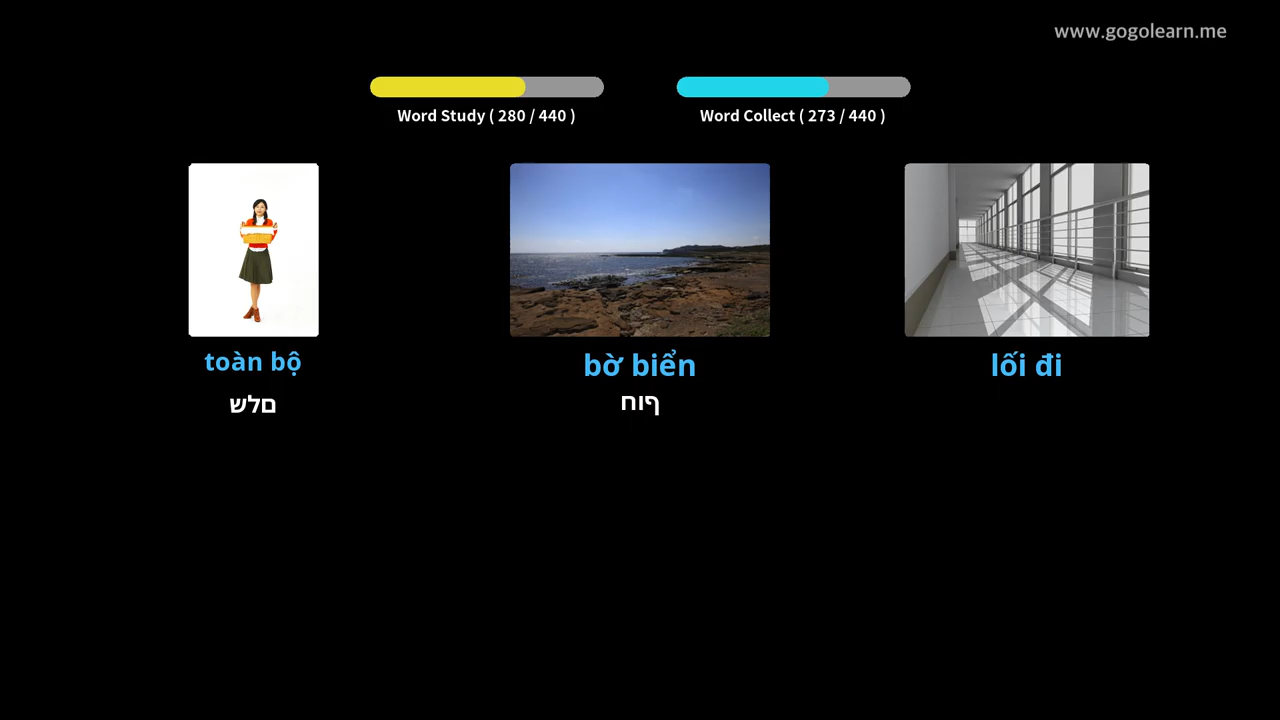 www.gogolearn.me
Word Study ( 280 / 440 )
Word Collect ( 273 / 440 )
toàn bộ
שלם
bờ biển
חוף
lối đi